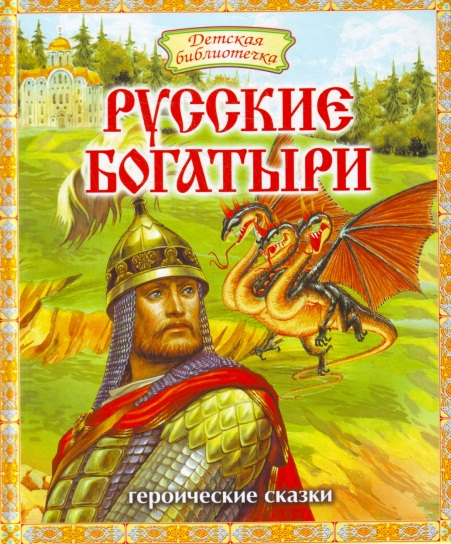 Детская
библиотечка
РУССКИЕ
БОГАТЫРИ
героические сказки